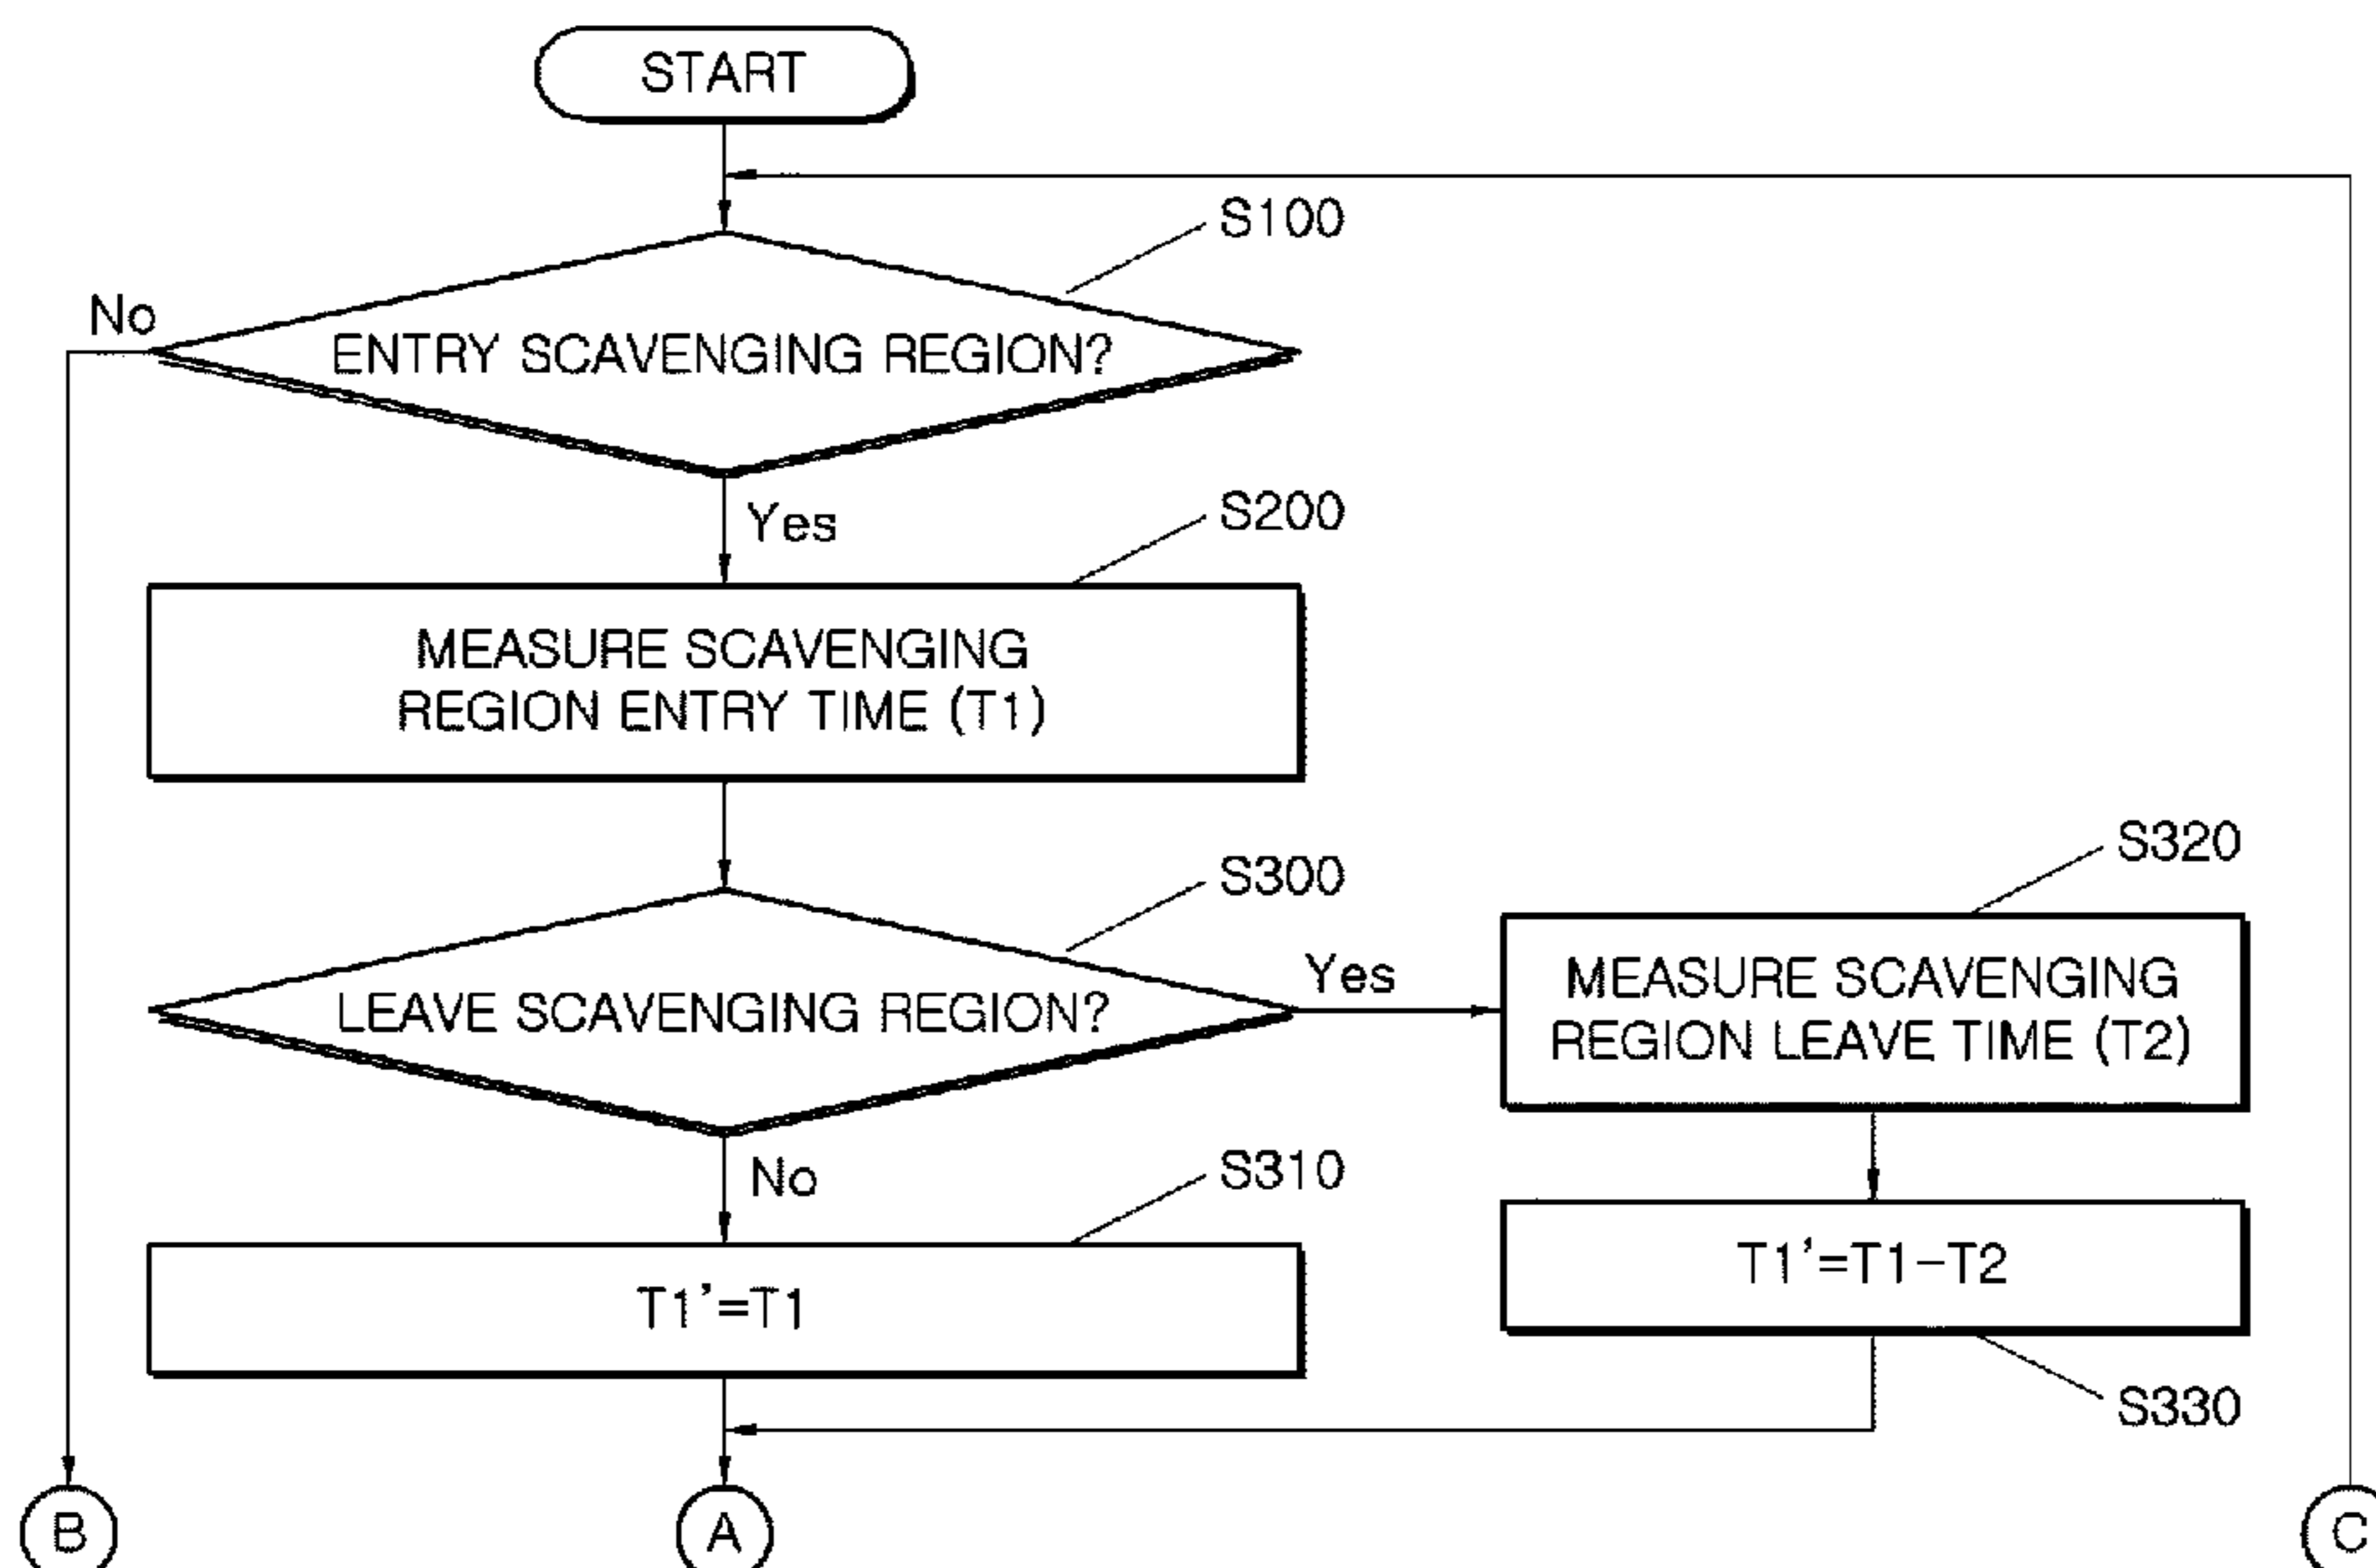 START
S100
No
ENTRY SCAVENGING REGION?
Yes
S200
MEASURE SCAVENGING
REGION ENTRY TIME (T1)
S300
LEAVE SCAVENGING REGION?
Yes
S320
MEASURE SCAVENGING
REGION LEAVE TIME (T2)
No
S310
T1'=T1
T1'=T1-T2
S330
B
A
C